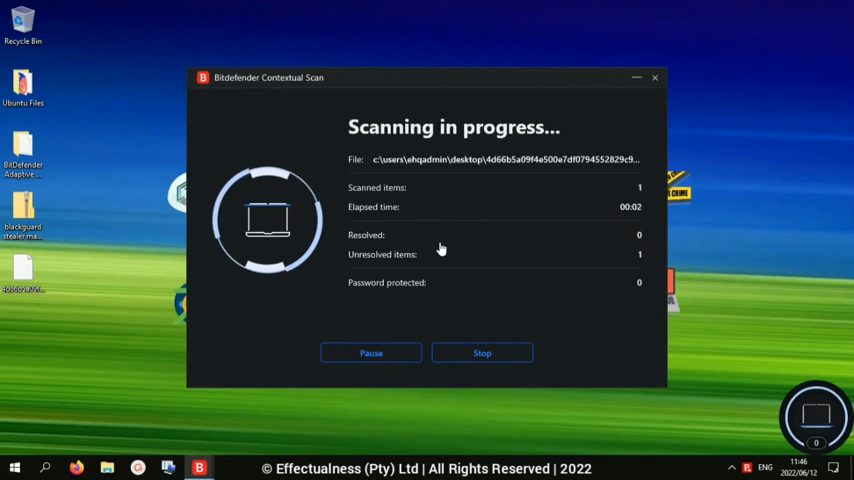 Recycle Bin
Ubuntu Files
BitDefender
Adaptive ...
blackguard
stealer ma...
B Bitdefender Contextual Scan
Scanning in progress...
File: c:\users\ehqadmin\desktop\4d66b5a09f4e500e7df0794552829c9...
Scanned items: 1
Elapsed time: 00:02
Resolved: 0
Unresolved items: 1
Password protected: 0
Pause Stop
CRIME
0
B
© Effectualness (Pty) Ltd | All Rights Reserved | 2022
B ENG
11:46
2022/06/12